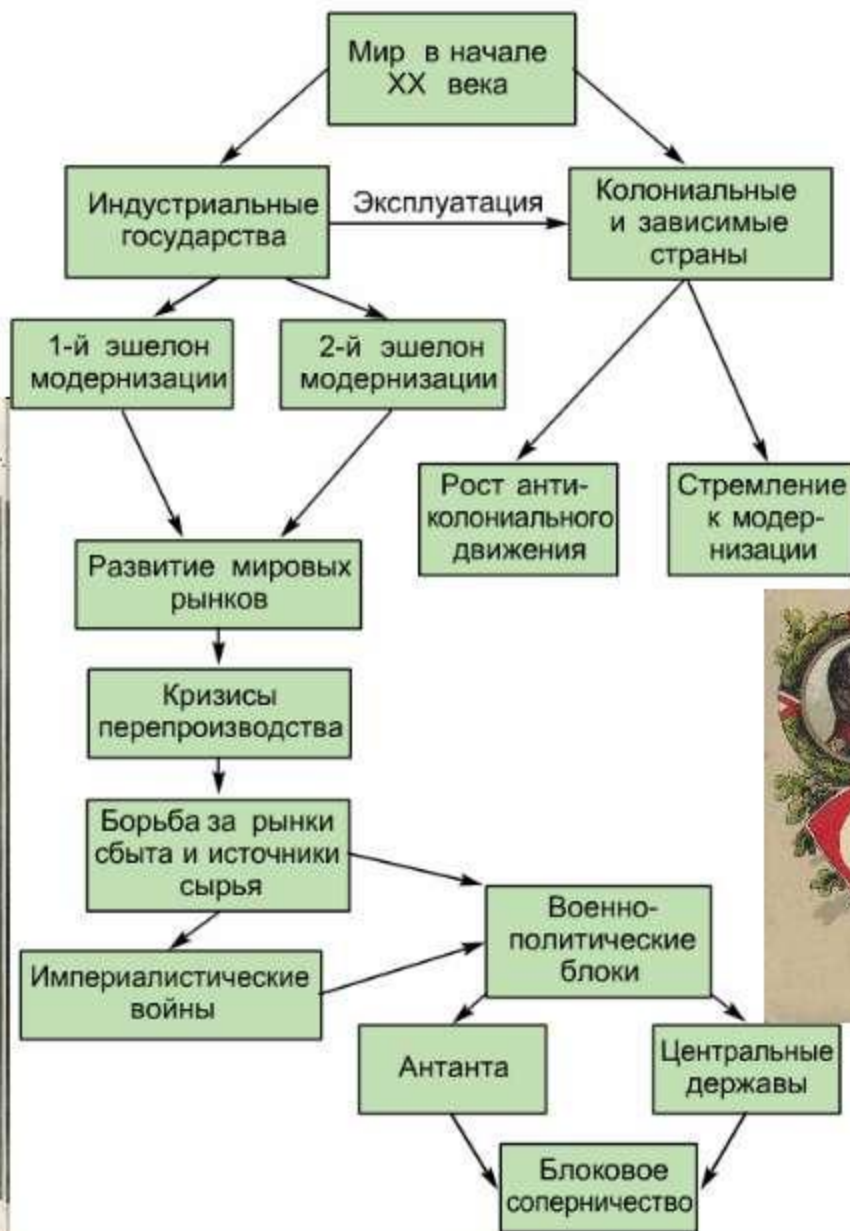 Мир в начале
XX века
Индустриальные
государства
Эксплуатация
Колониальные
и зависимые
страны
1-й эшелон
модернизации
2-й эшелон
модернизации
Рост анти-
колониального
движения
Стремление
к модер-
низации
Развитие мировых
рынков
Кризисы
перепроизводства
Борьба за рынки
сбыта и источники
сырья
Военно-
политические
блоки
Империалистические
войны
Антанта
Центральные
державы
Блоковое
соперничество